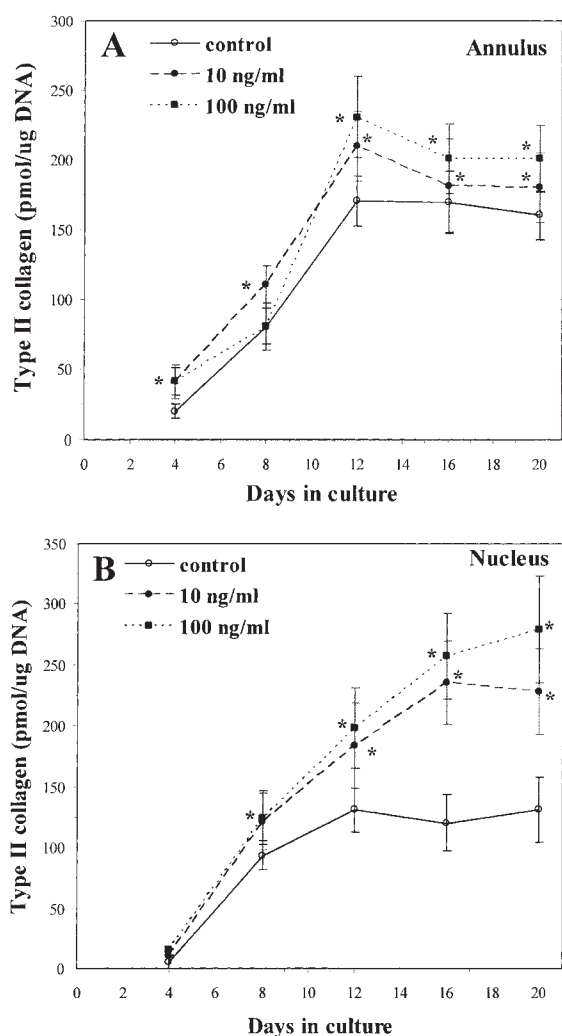 A
Annulus
control
10 ng/ml
100 ng/ml
Type II collagen (pmol/ug DNA)
300
250
200
150
100
50
0
* * * * * * * *
0 2 4 6 8 10 12 14 16 18 20
Days in culture
B
Nucleus
control
10 ng/ml
100 ng/ml
Type II collagen (pmol/ug DNA)
350
300
250
200
150
100
50
0
* * * * * * *
0 2 4 6 8 10 12 14 16 18 20
Days in culture